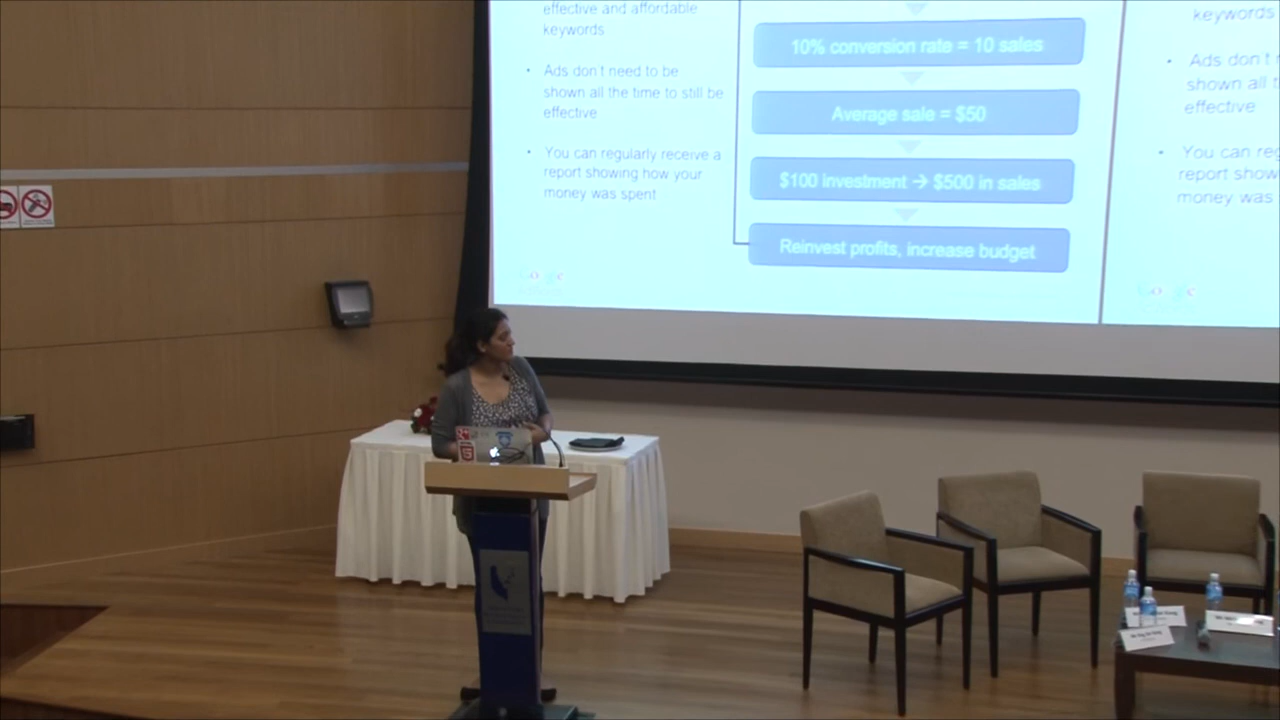 effective and affordable
keywords
• Ads don't need to be
shown all the time to still be
effective
• You can regularly receive a
report showing how your
money was spent
10% conversion rate = 10 sales
Average sale = $50
$100 investment → $500 in sales
Reinvest profits, increase budget
keywords
• Ads don't
shown all t
effective
• You can reg
report show
money was